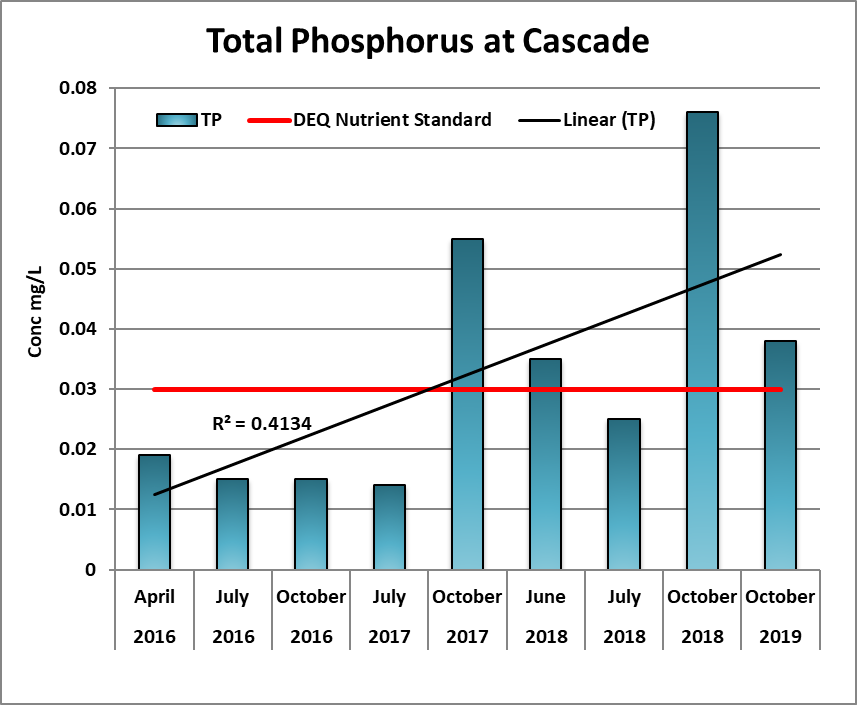 Total Phosphorus at Cascade
TP DEQ Nutrient Standard Linear (TP)
Conc mg/L
0.08
0.07
0.06
0.05
0.04
0.03
0.02
0.01
0
R² = 0.4134
April July October July October June July October October
2016 2016 2016 2017 2017 2018 2018 2018 2019